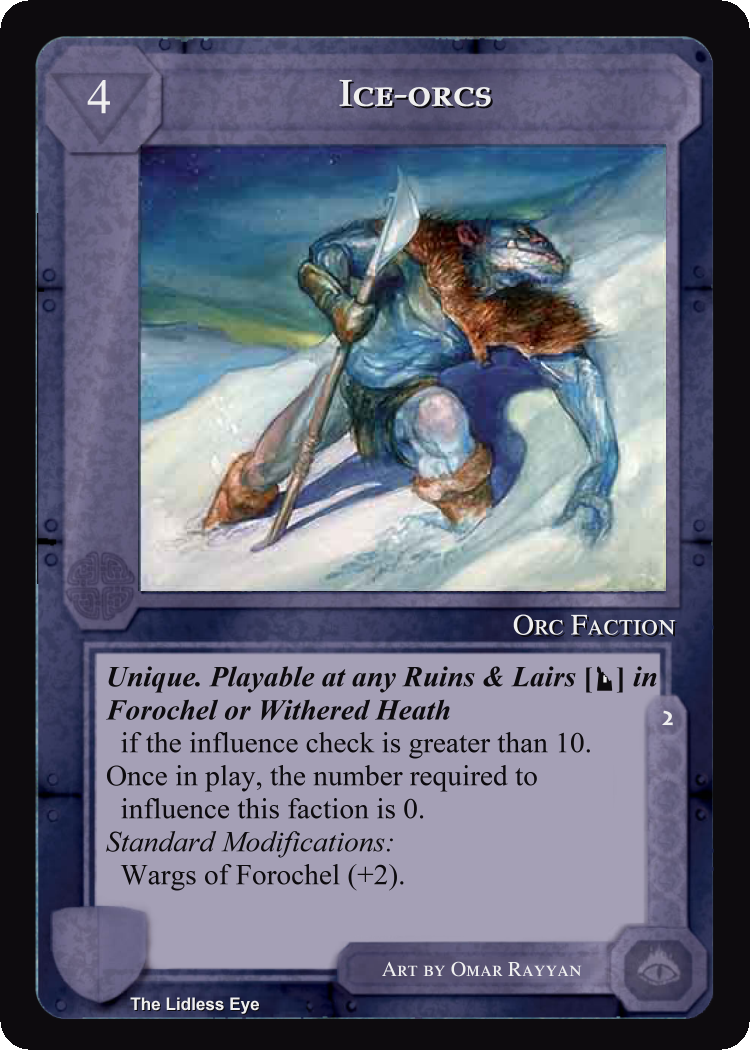 4
Ice-orcs
Orc Faction
Unique. Playable at any Ruins & Lairs [] in
Forochel or Withered Heath
if the influence check is greater than 10.
2
Once in play, the number required to
influence this faction is 0.
Standard Modifications:
Wargs of Forochel (+2).
Art by Omar Rayyan
The Lidless Eye